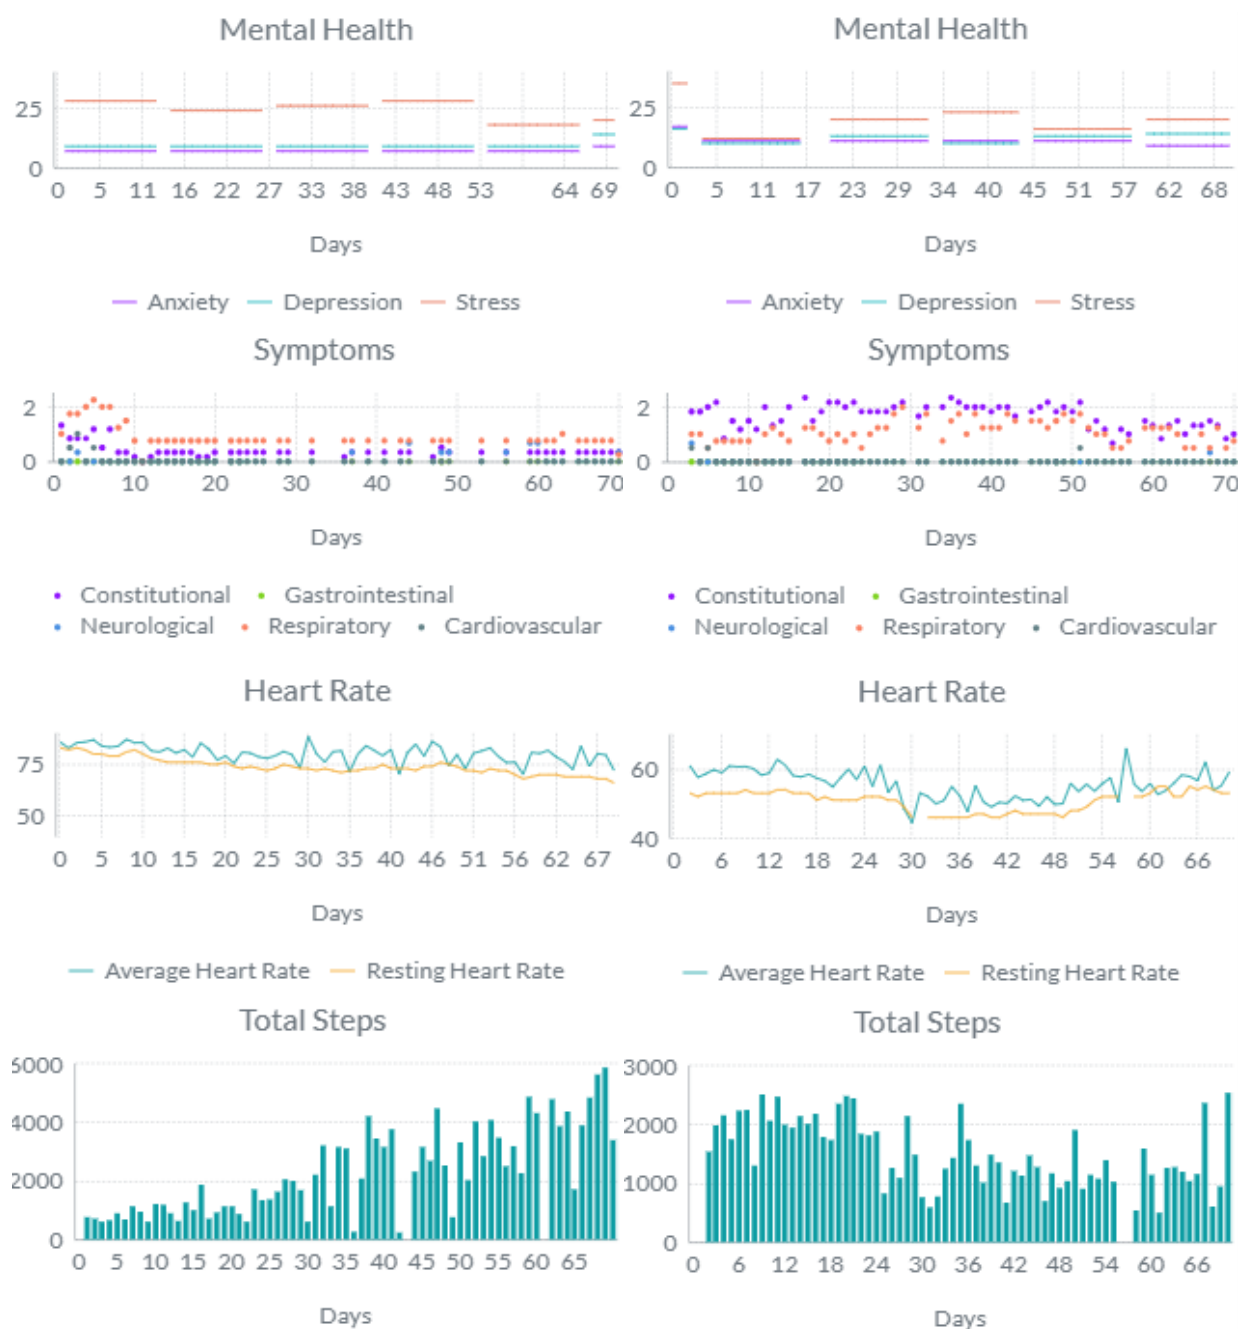 Mental Health
25
0
0 5 11 16 22 27 33 38 43 48 53 64 69
Days
Anxiety Depression Stress
Symptoms
2
0
0 10 20 30 40 50 60 70
Days
Constitutional Gastrointestinal
Neurological Respiratory Cardiovascular
Heart Rate
75
50
0 5 10 15 20 25 30 35 41 46 51 56 62 67
Days
Average Heart Rate Resting Heart Rate
Total Steps
6000
4000
2000
0
0 5 10 15 20 25 30 35 40 45 50 55 60 65
Days
Mental Health
25
0
0 5 11 17 23 29 34 40 45 51 57 62 68
Days
Anxiety Depression Stress
Symptoms
2
0
0 10 20 30 40 50 60 70
Days
Constitutional Gastrointestinal
Neurological Respiratory Cardiovascular
Heart Rate
60
40
0 6 12 18 24 30 36 42 48 54 60 66
Days
Average Heart Rate Resting Heart Rate
Total Steps
3000
2000
1000
0
0 6 12 18 24 30 36 42 48 54 60 66
Days